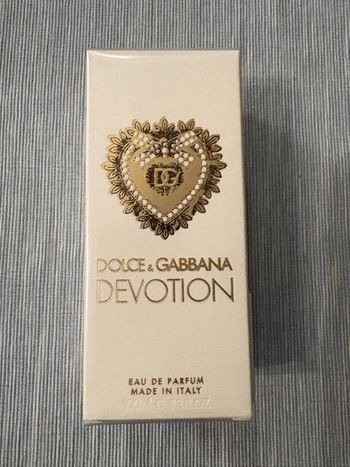 DG
DOLCE & GABBANA
DEVOTION
EAU DE PARFUM
MADE IN ITALY